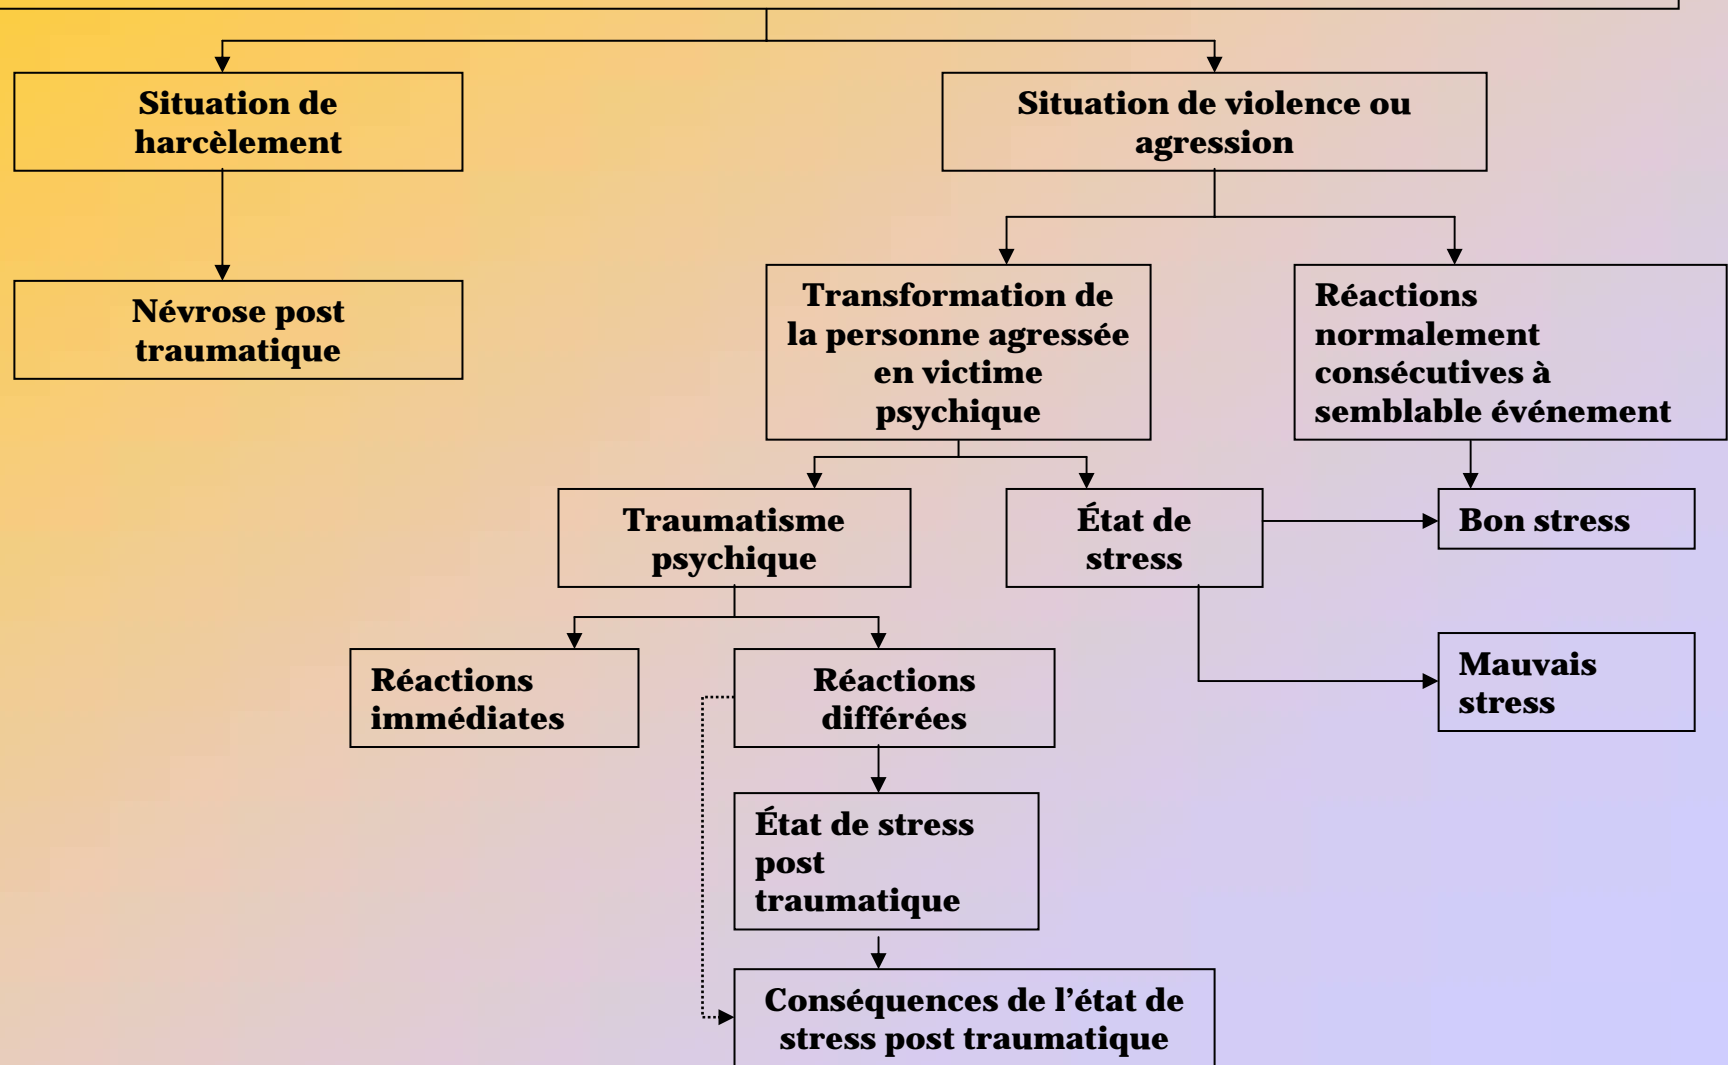 Situation de
harcèlement
Situation de violence ou
agression
Névrose post
traumatique
Transformation de
la personne agressée
en victime
psychique
Réactions
normalement
consécutives à
semblable événement
Traumatisme
psychique
État de
stress
Bon stress
Réactions
immédiates
Réactions
différées
Mauvais
stress
État de stress
post
traumatique
Conséquences de l'état de
stress post traumatique